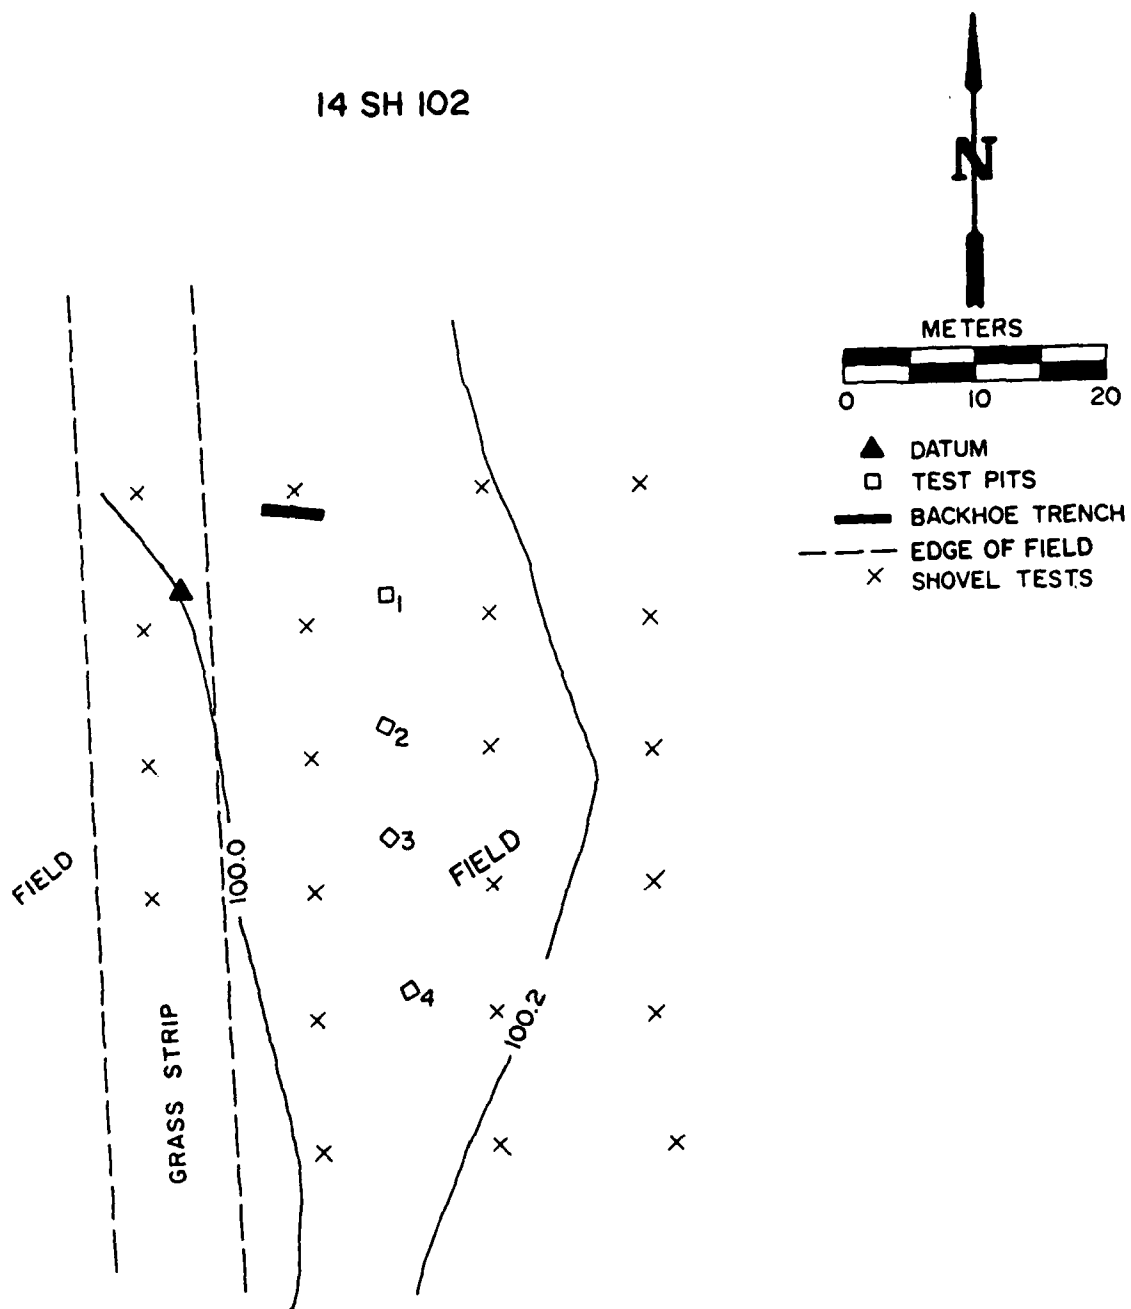 14 SH 102
N
METERS
0 10 20
DATUM
TEST PITS
BACKHOE TRENCH
EDGE OF FIELD
SHOVEL TESTS
1
2
3
FIELD
FIELD
100.0
4
100.2
GRASS STRIP